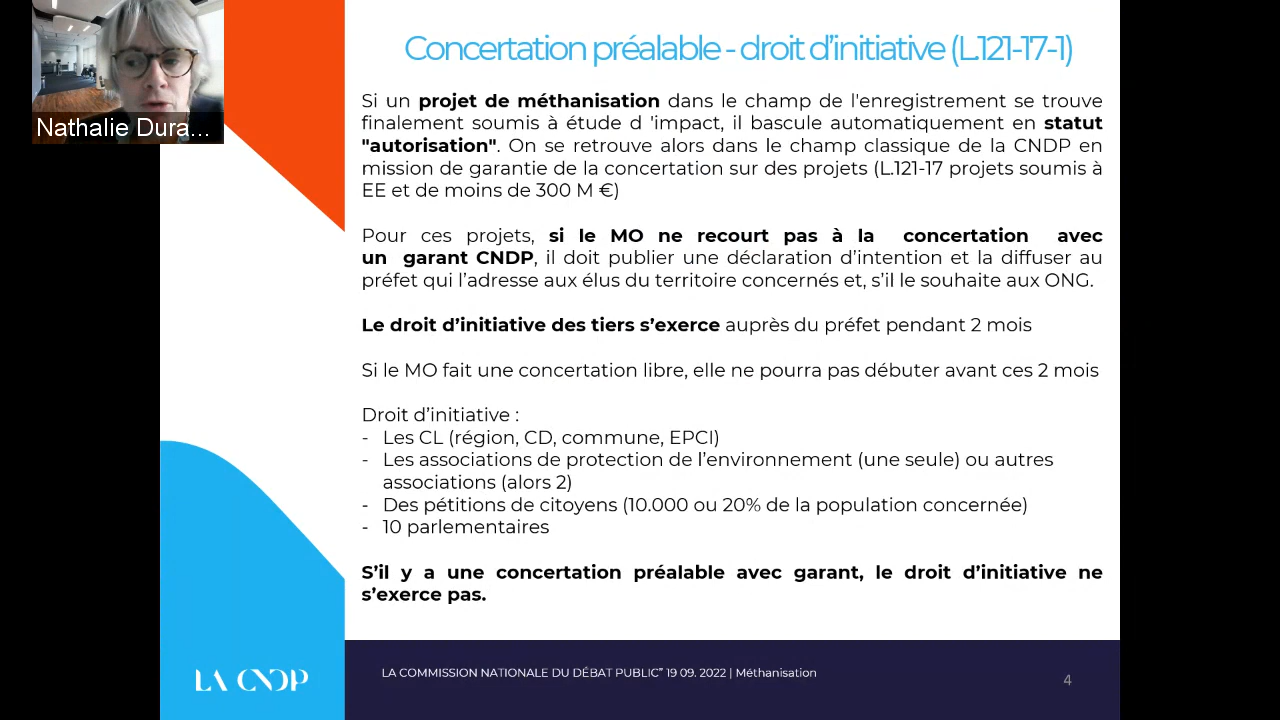 Concertation préalable - droit d'initiative (L.121-17-1)
Nathalie Dura...
Si un projet de méthanisation dans le champ de l'enregistrement se trouve
finalement soumis à étude d 'impact, il bascule automatiquement en statut
"autorisation". On se retrouve alors dans le champ classique de la CNDP en
mission de garantie de la concertation sur des projets (L.121-17 projets soumis à
EE et de moins de 300 M €)
Pour ces projets, si le MO ne recourt pas à la concertation avec
un garant CNDP, il doit publier une déclaration d'intention et la diffuser au
préfet qui l'adresse aux élus du territoire concernés et, s'il le souhaite aux ONG.
Le droit d'initiative des tiers s'exerce auprès du préfet pendant 2 mois
Si le MO fait une concertation libre, elle ne pourra pas débuter avant ces 2 mois
Droit d'initiative :
- Les CL (région, CD, commune, EPCI)
- Les associations de protection de l'environnement (une seule) ou autres
associations (alors 2)
- Des pétitions de citoyens (10.000 ou 20% de la population concernée)
- 10 parlementaires
S'il y a une concertation préalable avec garant, le droit d'initiative ne
s'exerce pas.
LA CNDP
LA COMMISSION NATIONALE DU DÉBAT PUBLIC" 19 09. 2022 | Méthanisation
4